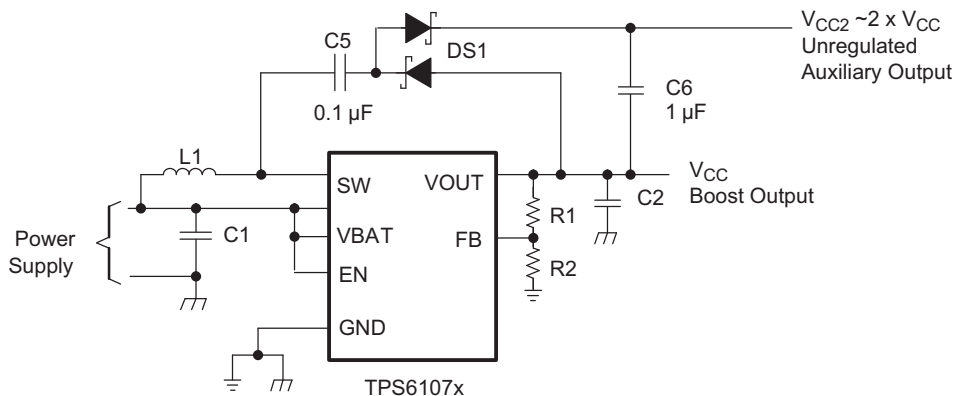 C5
0.1 µF
DS1
C6
1 µF
VCC2 ~2 x VCC
Unregulated
Auxiliary Output
L1
SW
VOUT
VCC
Boost Output
C2
R1
Power
Supply
C1
VBAT
FB
R2
EN
GND
TPS6107x